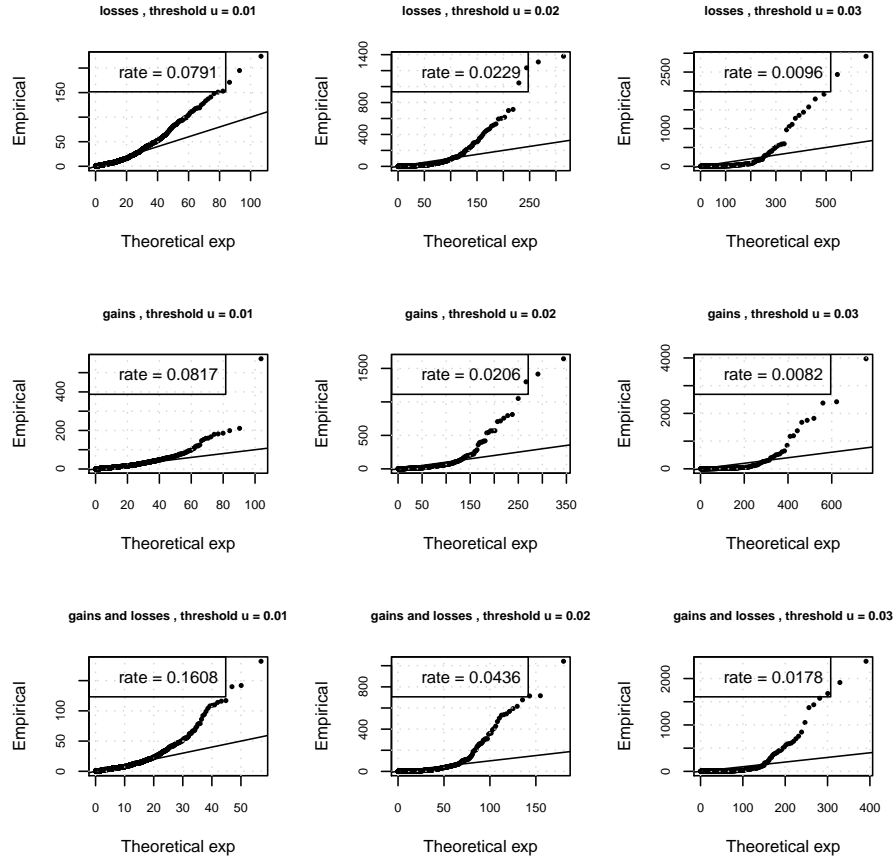 losses , threshold u = 0.01
rate = 0.0791
Empirical
0 50 150
0 20 40 60 80 100
Theoretical exp
losses , threshold u = 0.02
rate = 0.0229
Empirical
0 400 800 1400
0 50 150 250
Theoretical exp
losses , threshold u = 0.03
rate = 0.0096
Empirical
0 1000 2500
0 100 300 500
Theoretical exp
gains , threshold u = 0.01
rate = 0.0817
Empirical
0 200 400
0 20 40 60 80 100
Theoretical exp
gains , threshold u = 0.02
rate = 0.0206
Empirical
0 500 1500
0 50 150 250 350
Theoretical exp
gains , threshold u = 0.03
rate = 0.0082
Empirical
0 2000 4000
0 200 400 600
Theoretical exp
gains and losses , threshold u = 0.01
rate = 0.1608
Empirical
0 50 100
0 10 20 30 40 50
Theoretical exp
gains and losses , threshold u = 0.02
rate = 0.0436
Empirical
0 400 800
0 50 100 150
Theoretical exp
gains and losses , threshold u = 0.03
rate = 0.0178
Empirical
0 1000 2000
0 100 200 300 400
Theoretical exp